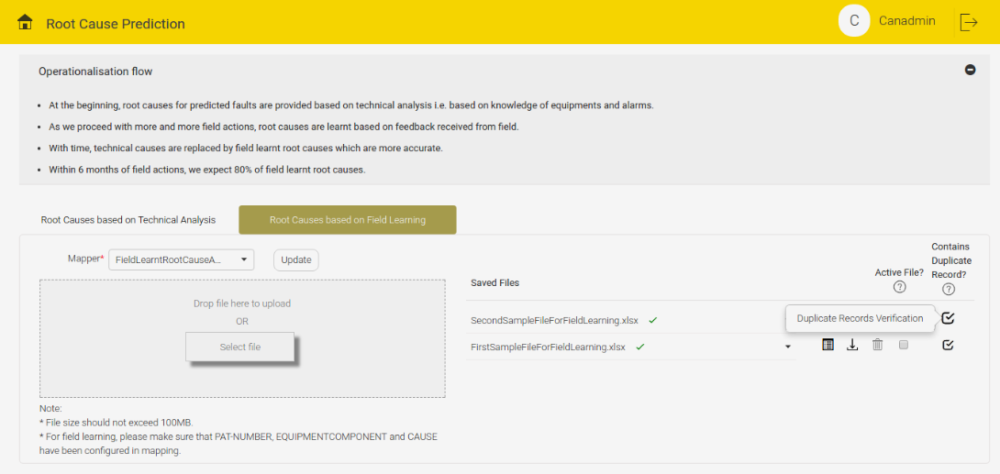 Root Cause Prediction
C
Canadmin
Operationalisation flow
• At the beginning, root causes for predicted faults are provided based on technical analysis i.e. based on knowledge of equipments and alarms.
• As we proceed with more and more field actions, root causes are learnt based on feedback received from field.
• With time, technical causes are replaced by field learnt root causes which are more accurate.
• Within 6 months of field actions, we expect 80% of field learnt root causes.
Root Causes based on Technical Analysis
Root Causes based on Field Learning
Mapper*
FieldLearntRootCauseA...
Update
Drop file here to upload
OR
Select file
Note:
* File size should not exceed 100MB.
* For field learning, please make sure that PAT-NUMBER, EQUIPMENTCOMPONENT and CAUSE
have been configured in mapping.
Saved Files
Active File?
?
Contains
Duplicate
Record?
?
SecondSampleFileForFieldLearning.xlsx
Duplicate Records Verification
FirstSampleFileForFieldLearning.xlsx